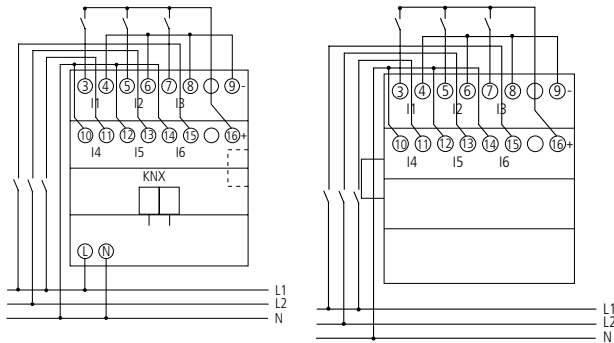 3 4 5 6 7 8 9 -
I1 I2 I3
10 11 12 13 14 15 16 +
I4 I5 I6
KNX
L N
L1
L2
N
3 4 5 6 7 8 9 -
I1 I2 I3
10 11 12 13 14 15 16 +
I4 I5 I6
L1
L2
N